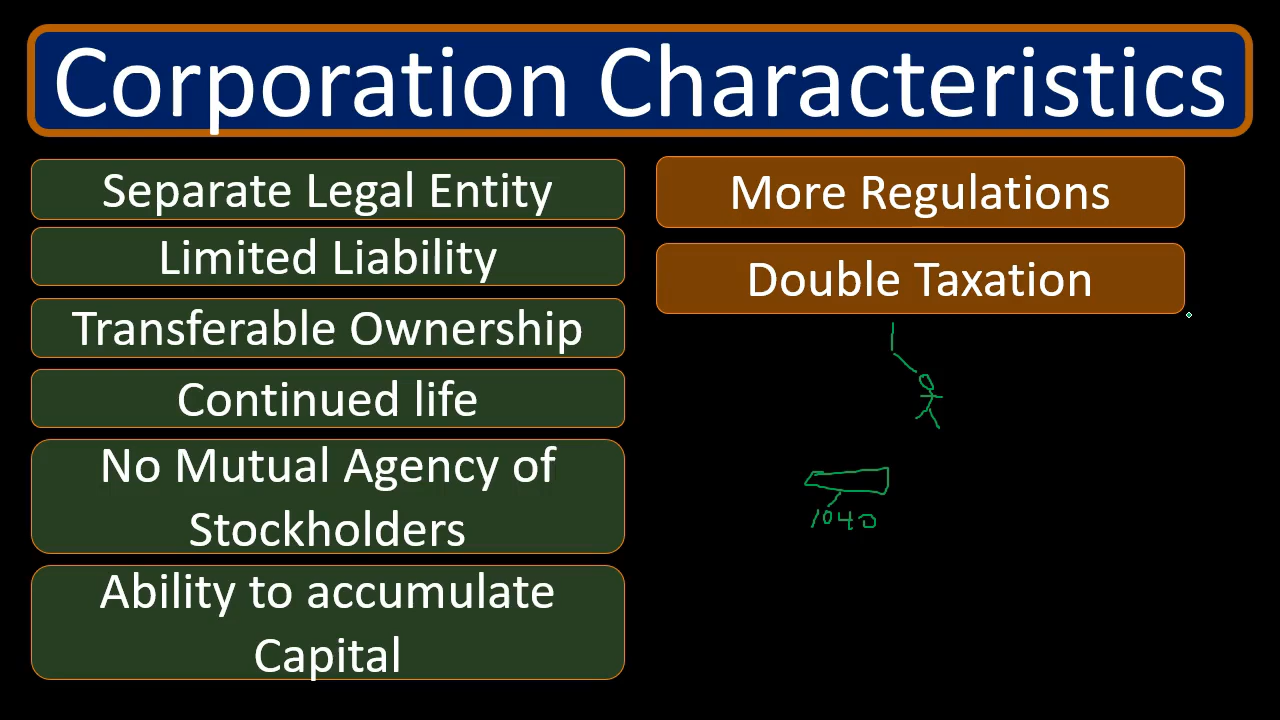 Corporation Characteristics
Separate Legal Entity
Limited Liability
Transferable Ownership
Continued life
No Mutual Agency of
Stockholders
Ability to accumulate
Capital
More Regulations
Double Taxation
1040